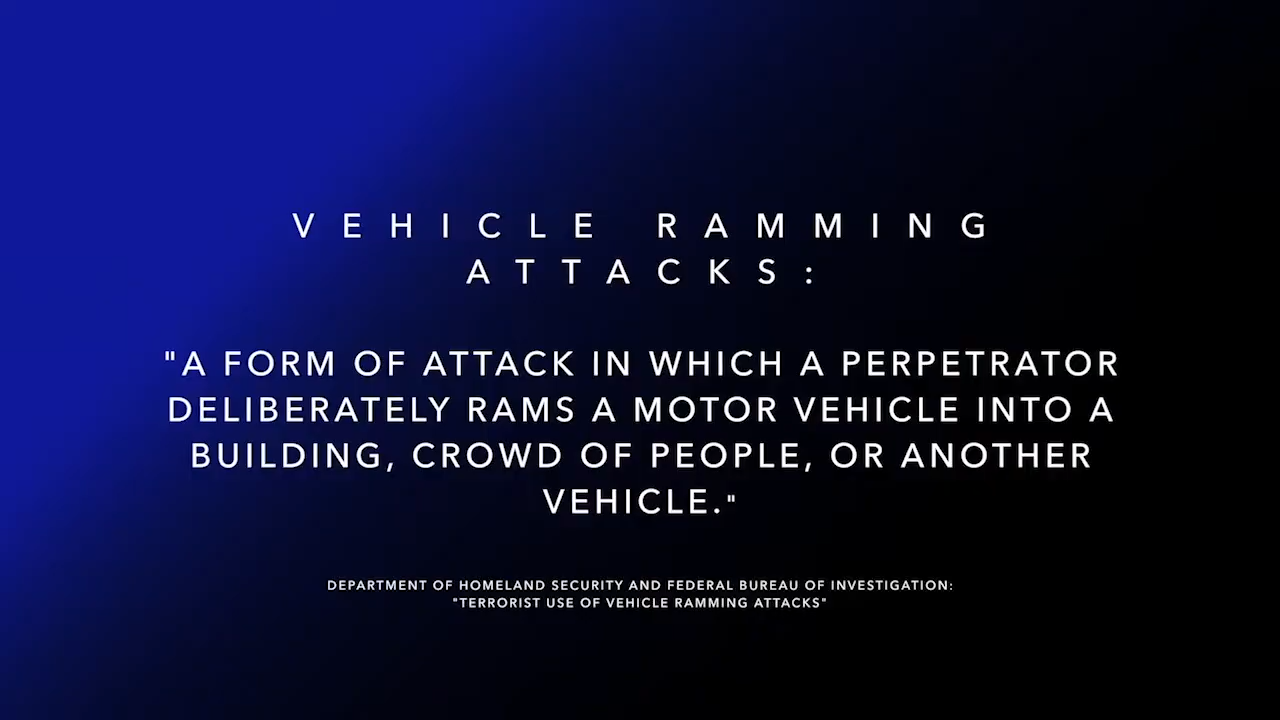 VEHICLE RAMMING
ATTACKS:
"A FORM OF ATTACK IN WHICH A PERPETRATOR
DELIBERATELY RAMS A MOTOR VEHICLE INTO A
BUILDING, CROWD OF PEOPLE, OR ANOTHER
VEHICLE."
DEPARTMENT OF HOMELAND SECURITY AND FEDERAL BUREAU OF INVESTIGATION:
"TERRORIST USE OF VEHICLE RAMMING ATTACKS"